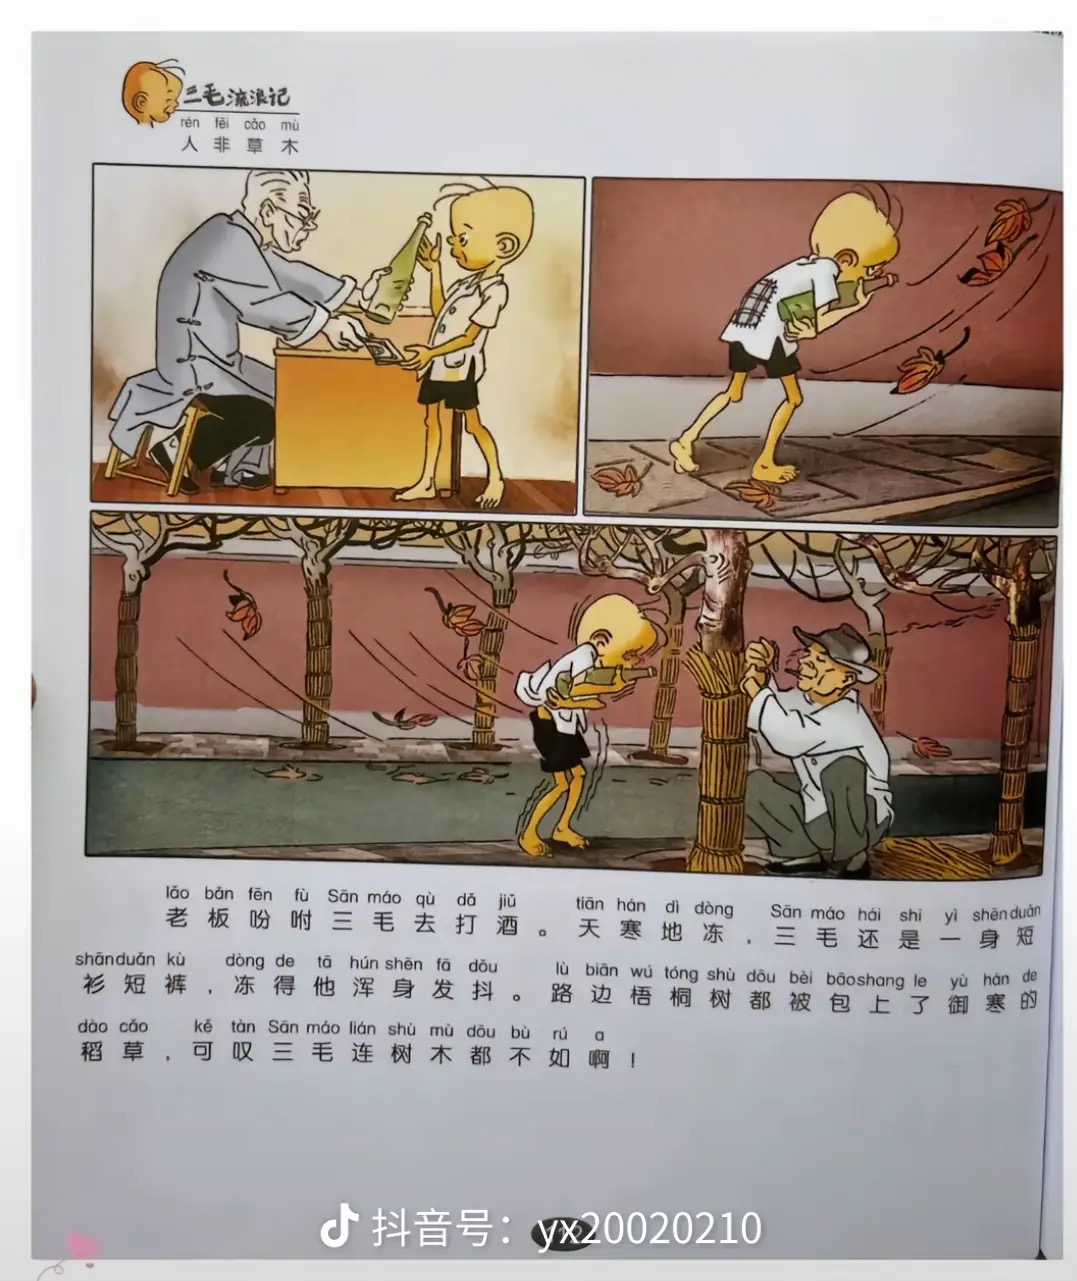 三毛流浪记
rén fēi cǎo mù
人非草木
lǎo bǎn fēn fù Sān máo qù dǎ jiǔ tiān hán dì dòng Sān máo hái shi yì shēn duǎn
老板吩咐三毛去打酒。天寒地冻，三毛还是一身短
shān duǎn kù dòng de tā hún shēn fā dǒu lù biān wú tóng shù dōu bèi bāo shang le yù hán de
衫短裤，冻得他浑身发抖。路边梧桐树都被包上了御寒的
dào cǎo kě tàn Sān máo lián shù mù dōu bù rú a
稻草，可叹三毛连树木都不如啊！
抖音号：yx20020210